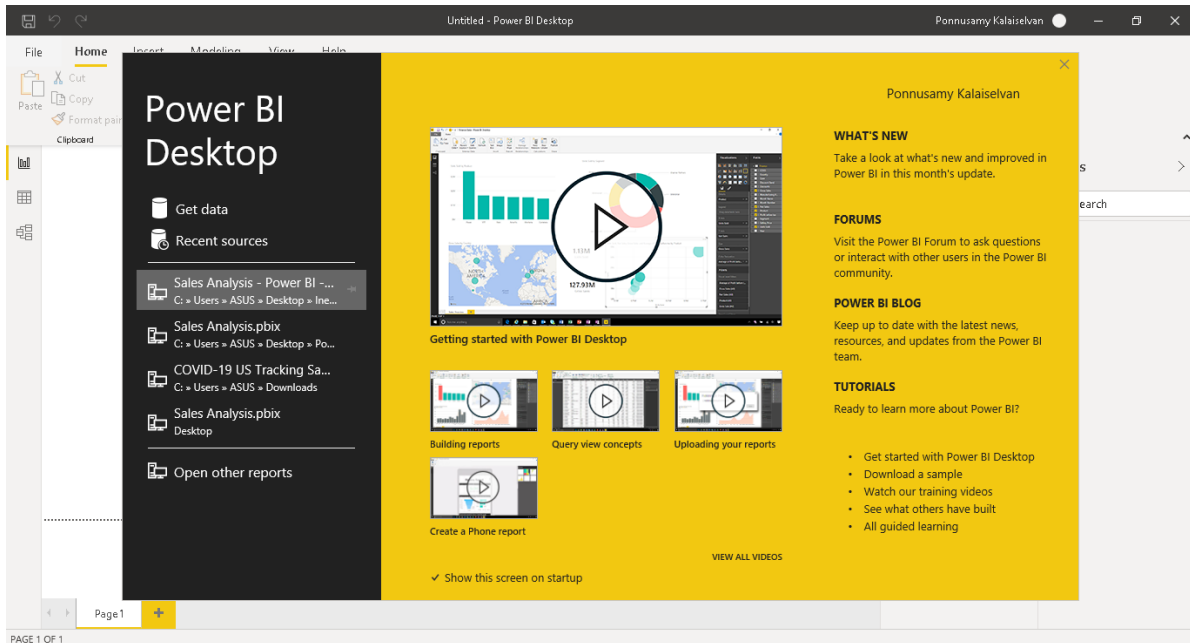 Untitled - Power BI Desktop
Ponnusamy Kalaiselvan
File Home Insert Modeling View Help
Paste
Cut
Copy
Format pain
Clipboard
Power BI
Desktop
Get data
Recent sources
Sales Analysis - Power BI -...
C: » Users » ASUS » Desktop » Ine...
Sales Analysis.pbix
C: » Users » ASUS » Desktop » Po...
COVID-19 US Tracking Sa...
C: » Users » ASUS » Downloads
Sales Analysis.pbix
Desktop
Open other reports
127.93M
Getting started with Power BI Desktop
Building reports
Query view concepts
Uploading your reports
Create a Phone report
VIEW ALL VIDEOS
Show this screen on startup
Ponnusamy Kalaiselvan
WHAT'S NEW
Take a look at what's new and improved in
Power BI in this month's update.
FORUMS
Visit the Power BI Forum to ask questions
or interact with other users in the Power BI
community.
POWER BI BLOG
Keep up to date with the latest news,
resources, and updates from the Power BI
team.
TUTORIALS
Ready to learn more about Power BI?
• Get started with Power BI Desktop
• Download a sample
• Watch our training videos
• See what others have built
• All guided learning
s
earch
Page 1
PAGE 1 OF 1